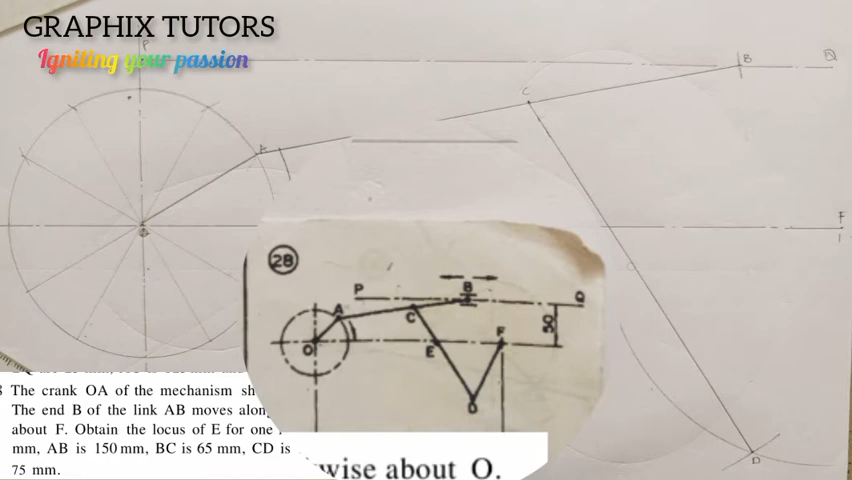 GRAPHIX TUTORS
Igniting your passion
P
B
Q
C
A
F
D
28
P
B
Q
A
C
50
F
O
E
D
The crank OA of the mechanism
The end B of the link AB moves
about F. Obtain the locus of E for one
mm, AB is 150 mm, BC is 65 mm, CD is
75 mm.
wise about O.